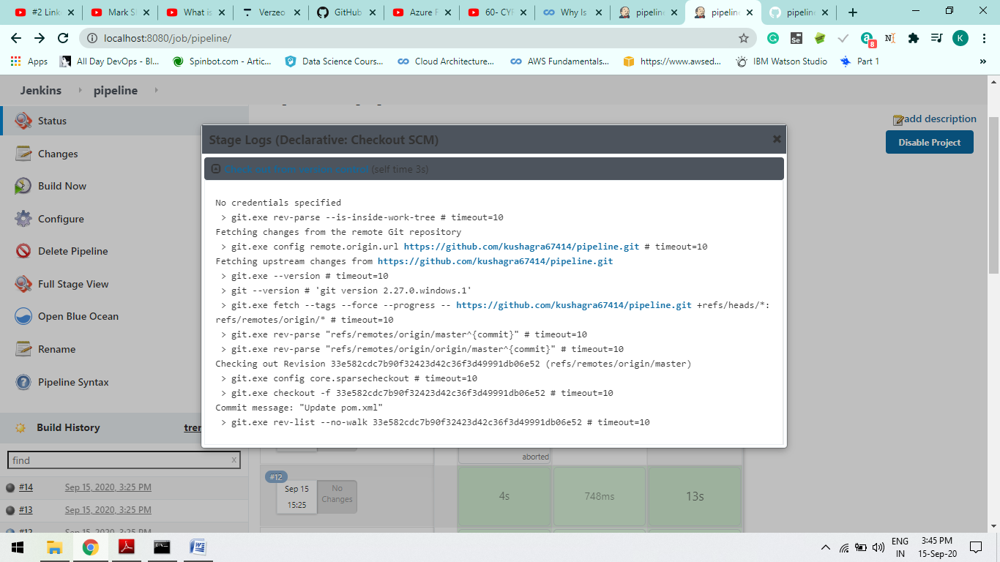 #2 Link
Mark S
What is
Verzeo
GitHub
Azure F
60- CYF
Why Is
pipeline
pipeline
pipeline
localhost:8080/job/pipeline/
8
K
Apps
All Day DevOps - Bl...
Spinbot.com - Artic...
Data Science Cours...
Cloud Architecture...
AWS Fundamentals...
https://www.awsed...
IBM Watson Studio
Part 1
»
Jenkins
pipeline
Status
Changes
Build Now
Configure
Delete Pipeline
Full Stage View
Open Blue Ocean
Rename
Pipeline Syntax
add description
Disable Project
Stage Logs (Declarative: Checkout SCM)
Check out from version control (self time 3s)
No credentials specified
> git.exe rev-parse --is-inside-work-tree # timeout=10
Fetching changes from the remote Git repository
> git.exe config remote.origin.url https://github.com/kushagra67414/pipeline.git # timeout=10
Fetching upstream changes from https://github.com/kushagra67414/pipeline.git
> git.exe --version # timeout=10
> git --version # 'git version 2.27.0.windows.1'
> git.exe fetch --tags --force --progress -- https://github.com/kushagra67414/pipeline.git +refs/heads/*:
refs/remotes/origin/* # timeout=10
> git.exe rev-parse "refs/remotes/origin/master^{commit}" # timeout=10
> git.exe rev-parse "refs/remotes/origin/origin/master^{commit}" # timeout=10
Checking out Revision 33e582cdc7b90f32423d42c36f3d49991db06e52 (refs/remotes/origin/master)
> git.exe config core.sparsecheckout # timeout=10
> git.exe checkout -f 33e582cdc7b90f32423d42c36f3d49991db06e52 # timeout=10
Commit message: "Update pom.xml"
> git.exe rev-list --no-walk 33e582cdc7b90f32423d42c36f3d49991db06e52 # timeout=10
Build History
tren
find
x
#14 Sep 15, 2020, 3:25 PM
#13 Sep 15, 2020, 3:25 PM
#12 Sep 15, 2020, 3:25 PM
aborted
#12
Sep 15
15:25
No
Changes
4s
748ms
13s
ENG
IN
3:45 PM
15-Sep-20